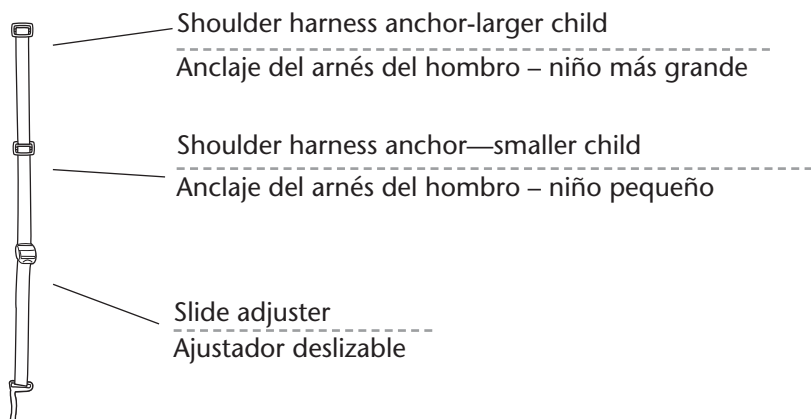 Shoulder harness anchor-larger child
Anclaje del arnés del hombro – niño más grande
Shoulder harness anchor—smaller child
Anclaje del arnés del hombro – niño pequeño
Slide adjuster
Ajustador deslizable